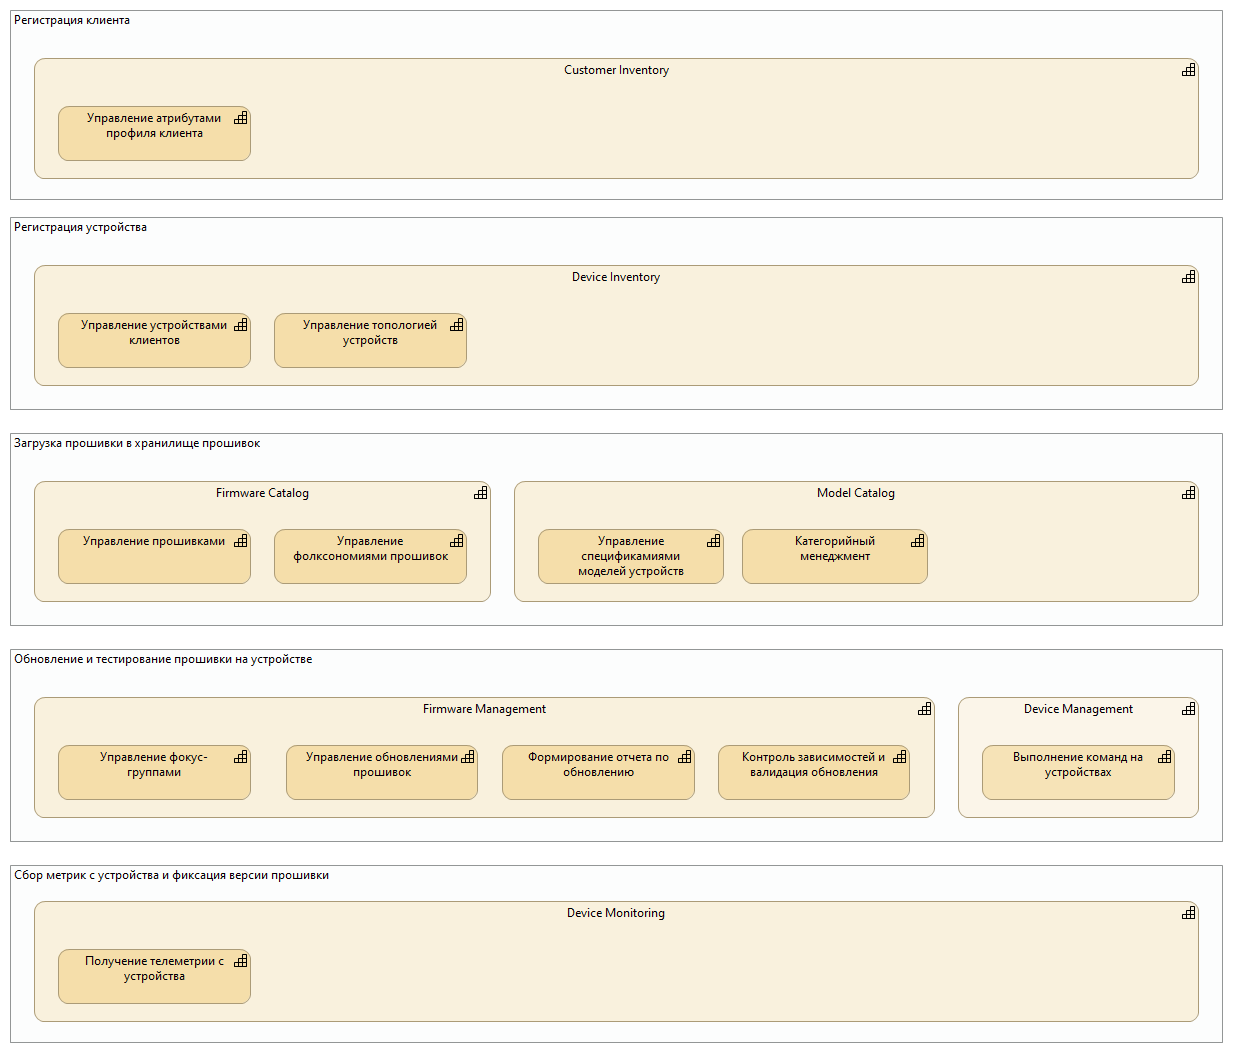 Регистрация клиента
Customer Inventory
Управление атрибутами
профиля клиента
Регистрация устройства
Device Inventory
Управление устройствами
клиентов
Управление топологией
устройств
Загрузка прошивки в хранилище прошивок
Firmware Catalog
Управление прошивками
Управление
фолксономиями прошивок
Model Catalog
Управление
спецификамиями
моделей устройств
Категорийный
менеджмент
Обновление и тестирование прошивки на устройстве
Firmware Management
Управление фокус-
группами
Управление обновлениями
прошивок
Формирование отчета по
обновлению
Контроль зависимостей и
валидация обновления
Device Management
Выполнение команд на
устройствах
Сбор метрик с устройства и фиксация версии прошивки
Device Monitoring
Получение телеметрии с
устройства